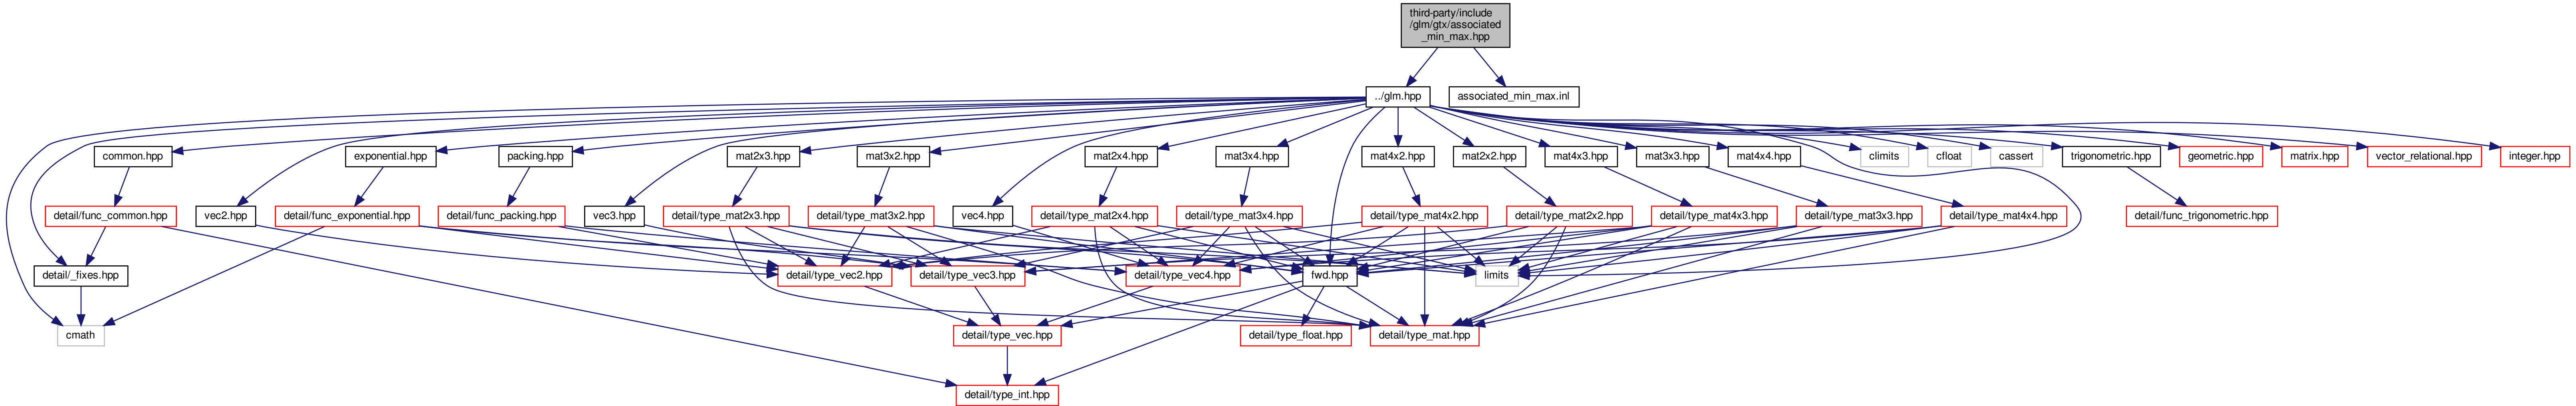 third-party/include
/glm/gtx/associated
_min_max.hpp
../glm.hpp
associated_min_max.inl
common.hpp
exponential.hpp
packing.hpp
mat2x3.hpp
mat3x2.hpp
mat2x4.hpp
mat3x4.hpp
mat4x2.hpp
mat2x2.hpp
mat4x3.hpp
mat3x3.hpp
mat4x4.hpp
climits
cfloat
cassert
trigonometric.hpp
geometric.hpp
matrix.hpp
vector_relational.hpp
integer.hpp
detail/func_common.hpp
vec2.hpp
detail/func_exponential.hpp
detail/func_packing.hpp
vec3.hpp
detail/type_mat2x3.hpp
detail/type_mat3x2.hpp
vec4.hpp
detail/type_mat2x4.hpp
detail/type_mat3x4.hpp
detail/type_mat4x2.hpp
detail/type_mat2x2.hpp
detail/type_mat4x3.hpp
detail/type_mat3x3.hpp
detail/type_mat4x4.hpp
detail/func_trigonometric.hpp
detail/_fixes.hpp
detail/type_vec2.hpp
detail/type_vec3.hpp
detail/type_vec4.hpp
fwd.hpp
limits
cmath
detail/type_vec.hpp
detail/type_float.hpp
detail/type_mat.hpp
detail/type_int.hpp